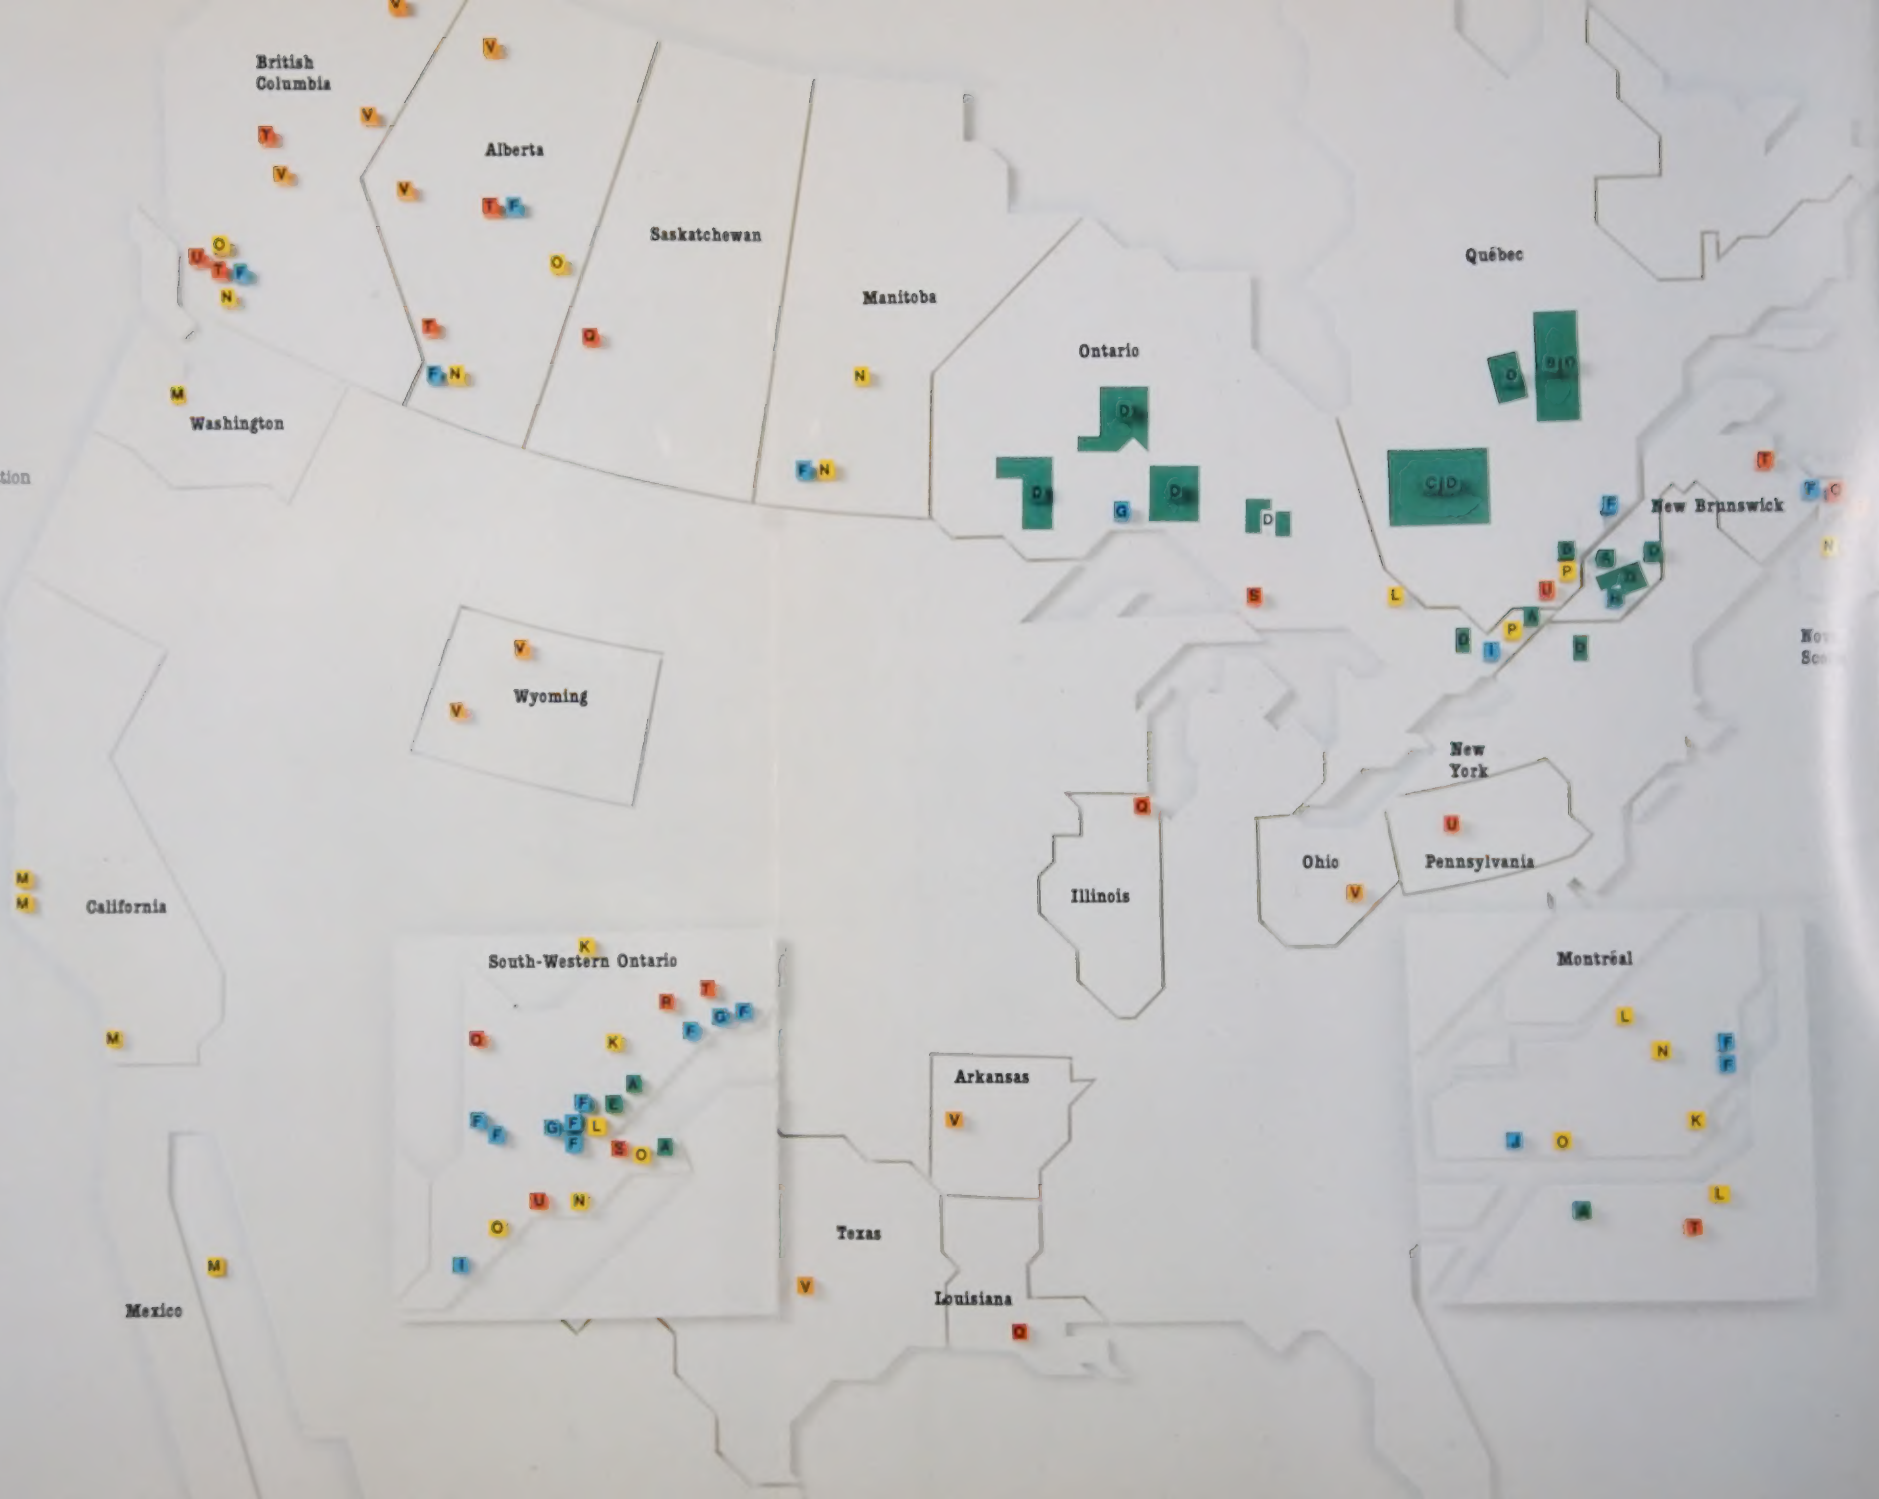 V
V
British
Columbia
V
T
Alberta
V
V
T F
Saskatchewan
O
U
T F
N
O
Québec
Manitoba
T
Q
Ontario
D
B|D
F N
N
M
D
Washington
tion
F N
D
D
D
G
D
C|D
T
F
F
New Brunswick
N
D
A
D
P
D
U
L
S
A
P
D
I
D
V
Wyoming
V
New
York
Q
U
Ohio
Pennsylvania
V
Illinois
M
M
California
K
South-Western Ontario
T
R
G F
F
Q
K
A
F E
F
F
G F L
F
S O A
U N
O
I
M
Montréal
L
N
F
F
K
J O
L
A
T
Arkansas
V
Texas
V
Louisiana
Q
M
Mexico